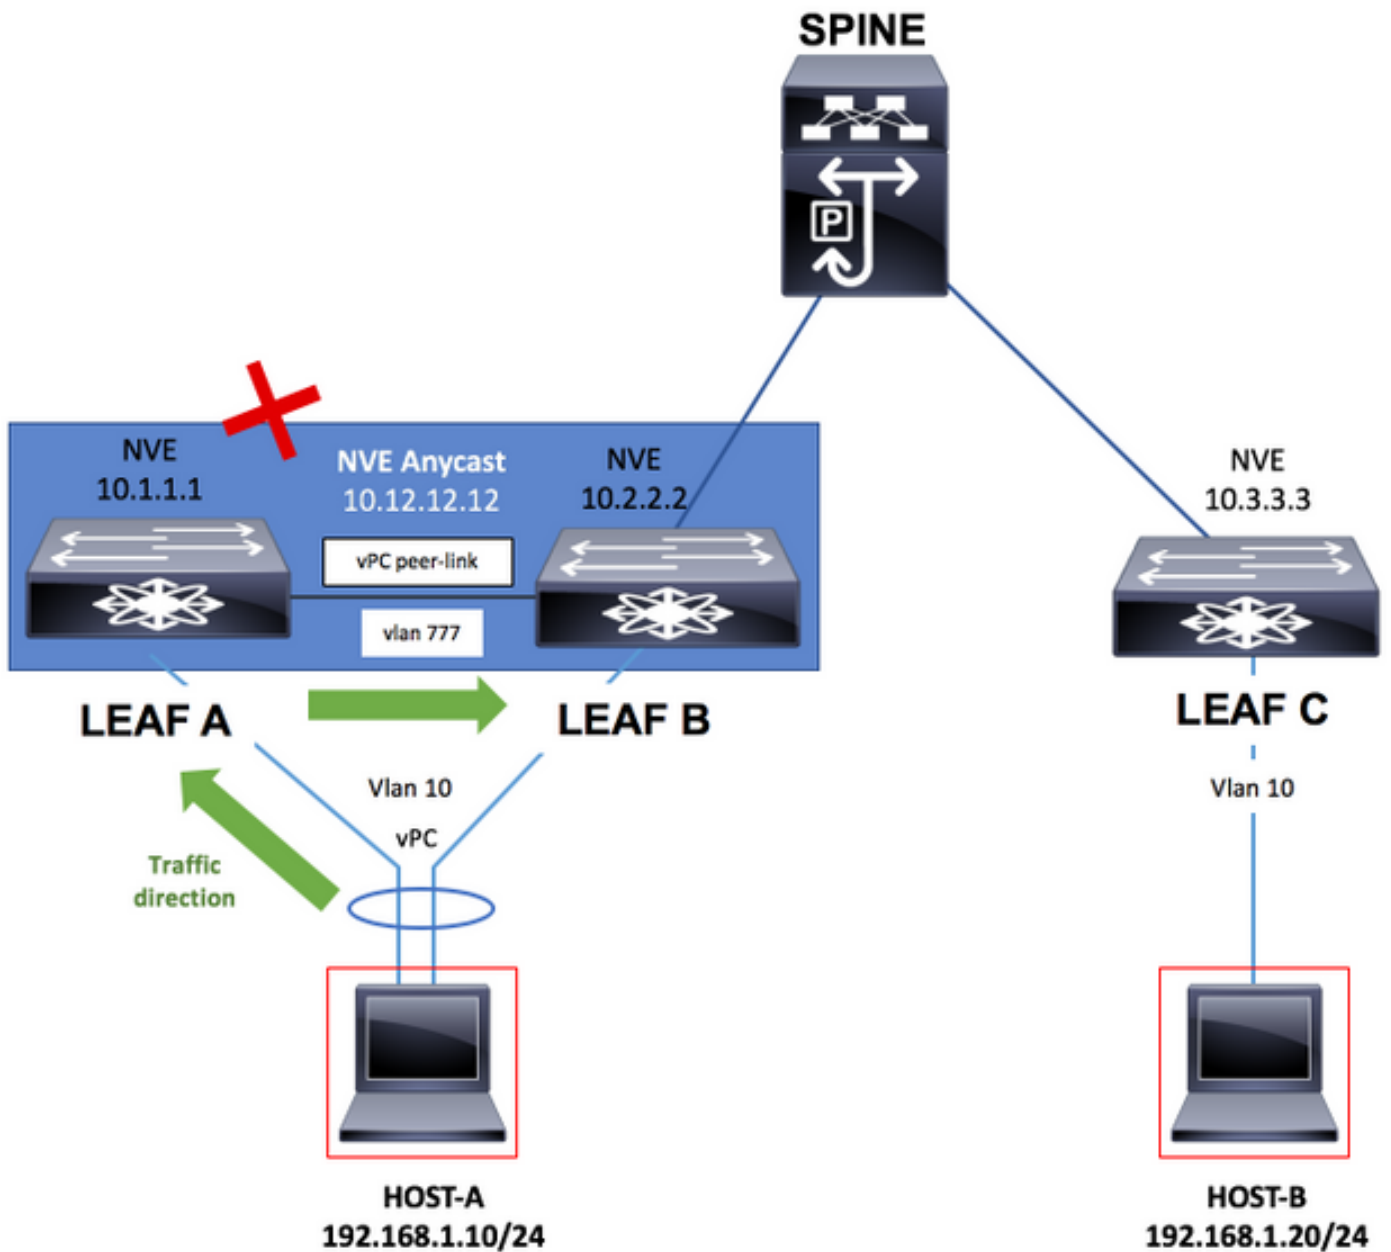 SPINE
P
NVE
10.1.1.1
NVE Anycast
10.12.12.12
NVE
10.2.2.2
vPC peer-link
vlan 777
NVE
10.3.3.3
LEAF A
LEAF B
LEAF C
Vlan 10
vPC
Vlan 10
Traffic
direction
HOST-A
192.168.1.10/24
HOST-B
192.168.1.20/24